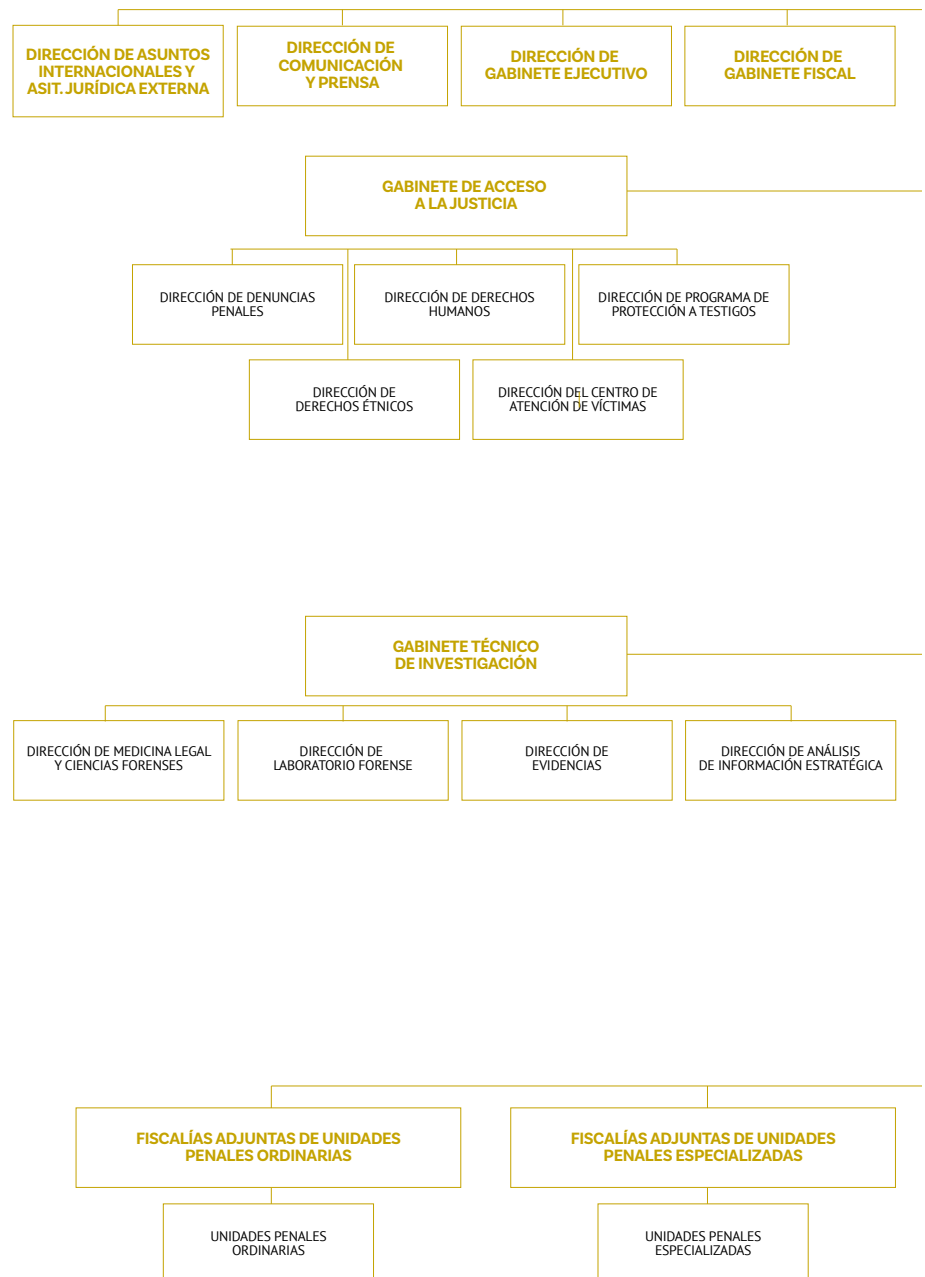 DIRECCIÓN DE ASUNTOS
INTERNACIONALES Y
ASIT. JURÍDICA EXTERNA
DIRECCIÓN DE
COMUNICACIÓN
Y PRENSA
DIRECCIÓN DE
GABINETE EJECUTIVO
DIRECCIÓN DE
GABINETE FISCAL
GABINETE DE ACCESO
A LA JUSTICIA
DIRECCIÓN DE DENUNCIAS
PENALES
DIRECCIÓN DE DERECHOS
HUMANOS
DIRECCIÓN DE PROGRAMA DE
PROTECCIÓN A TESTIGOS
DIRECCIÓN DE
DERECHOS ÉTNICOS
DIRECCIÓN DEL CENTRO DE
ATENCIÓN DE VÍCTIMAS
GABINETE TÉCNICO
DE INVESTIGACIÓN
DIRECCIÓN DE MEDICINA LEGAL
Y CIENCIAS FORENSES
DIRECCIÓN DE
LABORATORIO FORENSE
DIRECCIÓN DE
EVIDENCIAS
DIRECCIÓN DE ANÁLISIS
DE INFORMACIÓN ESTRATÉGICA
FISCALÍAS ADJUNTAS DE UNIDADES
PENALES ORDINARIAS
FISCALÍAS ADJUNTAS DE UNIDADES
PENALES ESPECIALIZADAS
UNIDADES PENALES
ORDINARIAS
UNIDADES PENALES
ESPECIALIZADAS